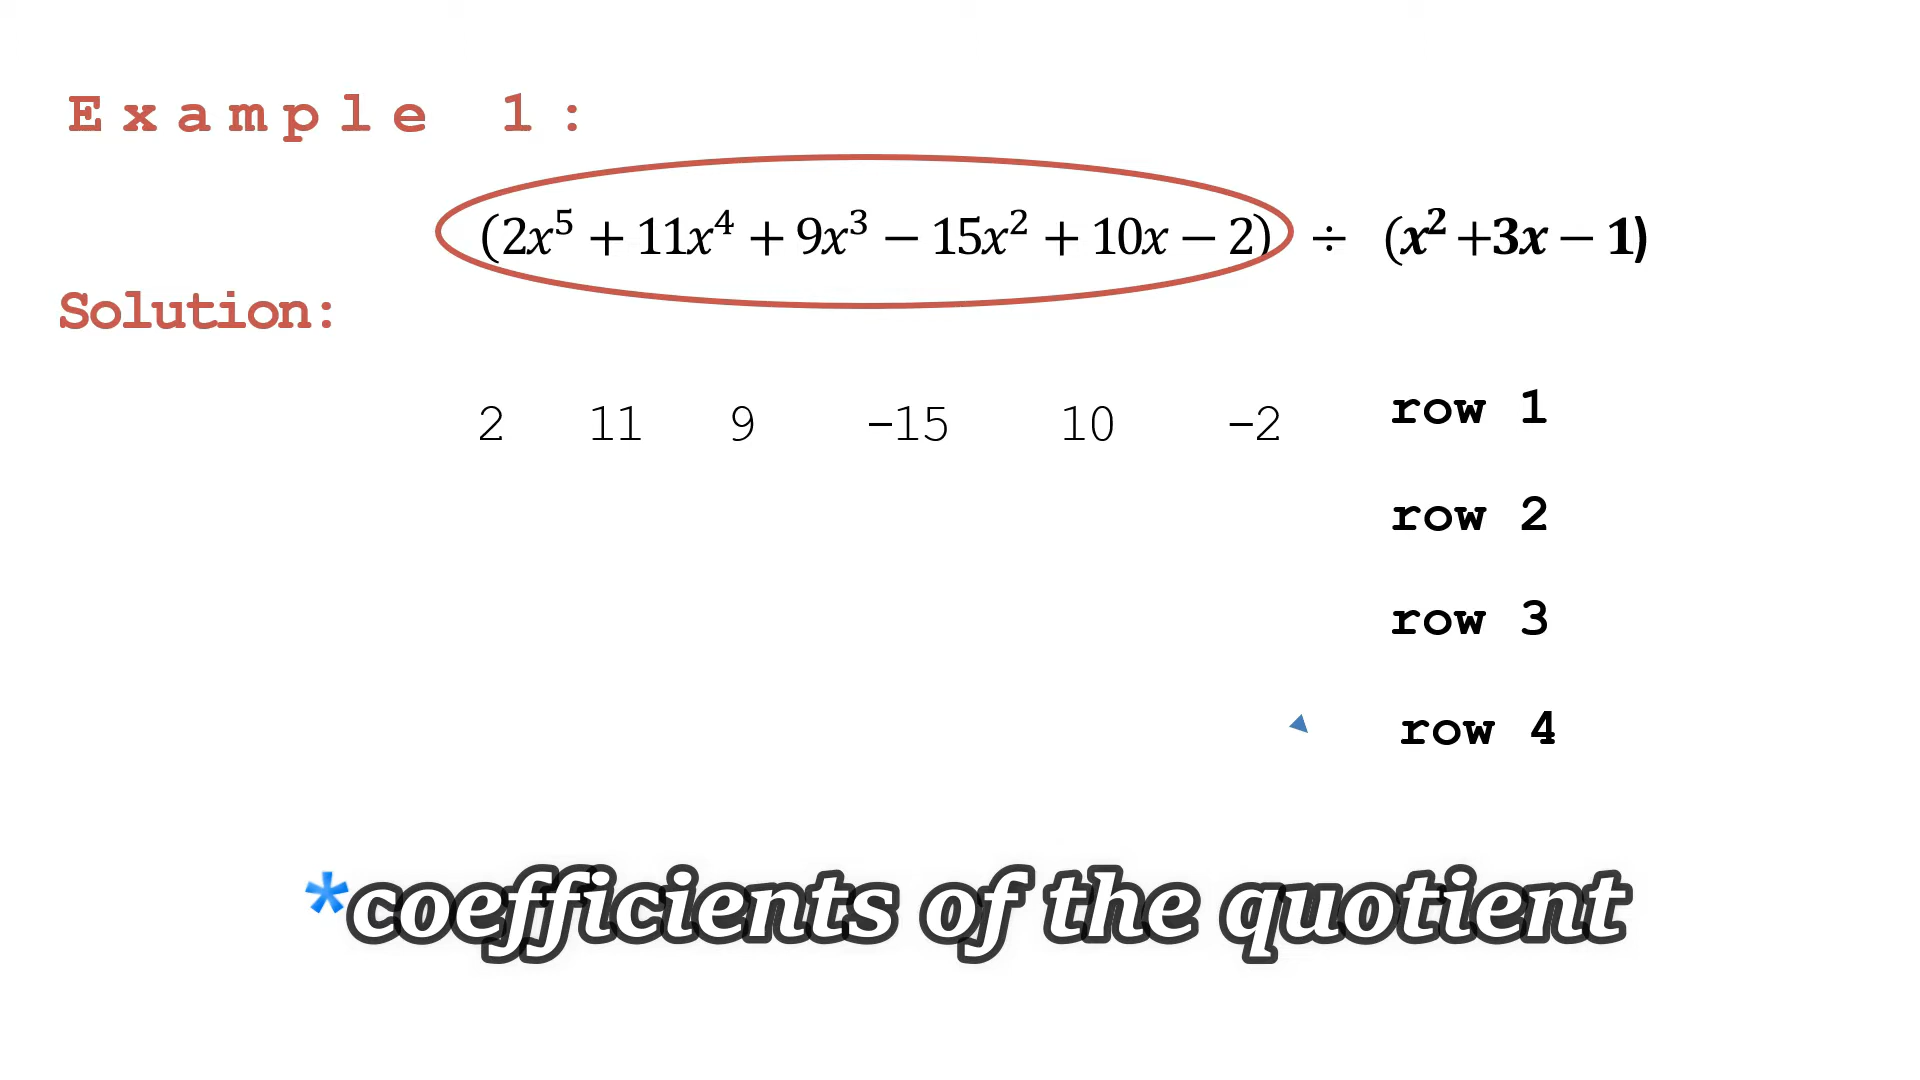 Example 1:
(2x⁵ + 11x⁴ + 9x³ − 15x² + 10x − 2) ÷ (x² +3x − 1)
Solution:
2 11 9 -15 10 -2 row 1
row 2
row 3
row 4
*coefficients of the quotient